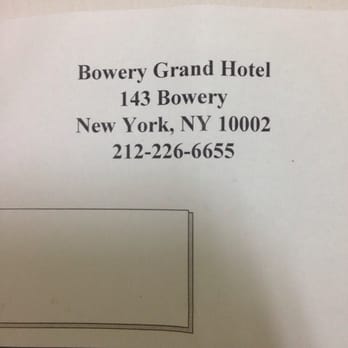 Bowery Grand Hotel
143 Bowery
New York, NY 10002
212-226-6655